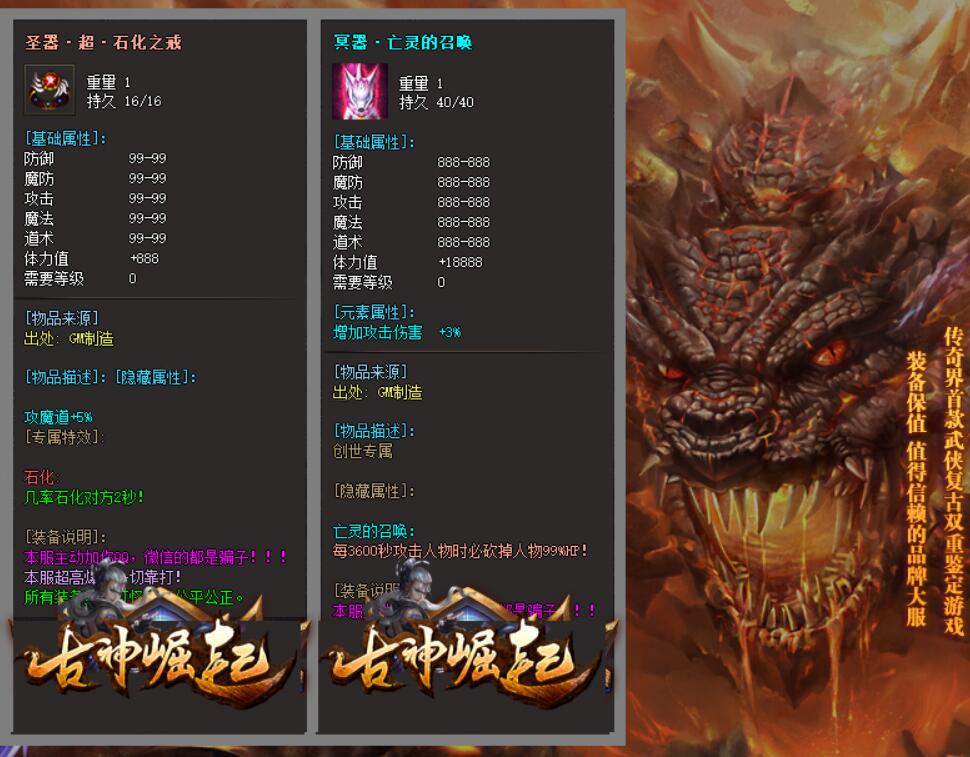 圣器·超·石化之戒
重量 1
持久 16/16
[基础属性]:
防御 99-99
魔防 99-99
攻击 99-99
魔法 99-99
道术 99-99
体力值 +888
需要等级 0
[物品来源]
出处: GM制造
[物品描述]: [隐藏属性]:
攻魔道+5%
[专属特效]:
石化:
几率石化对方2秒!
[装备说明]:
本服主动加你QQ，微信的都是骗子！！！
本服超高爆 一切靠打!
所有装备 打怪 公平公正。
古神崛起
冥器·亡灵的召唤
重量 1
持久 40/40
[基础属性]:
防御 888-888
魔防 888-888
攻击 888-888
魔法 888-888
道术 888-888
体力值 +18888
需要等级 0
[元素属性]:
增加攻击伤害 +3%
[物品来源]
出处: GM制造
[物品描述]:
创世专属
[隐藏属性]:
亡灵的召唤:
每3600秒攻击人物时必砍掉人物99%HP!
[装备说明
本服 都是骗子！！！
古神崛起
传奇界首款武侠复古双重鉴定游戏
装备保值 值得信赖的品牌大服